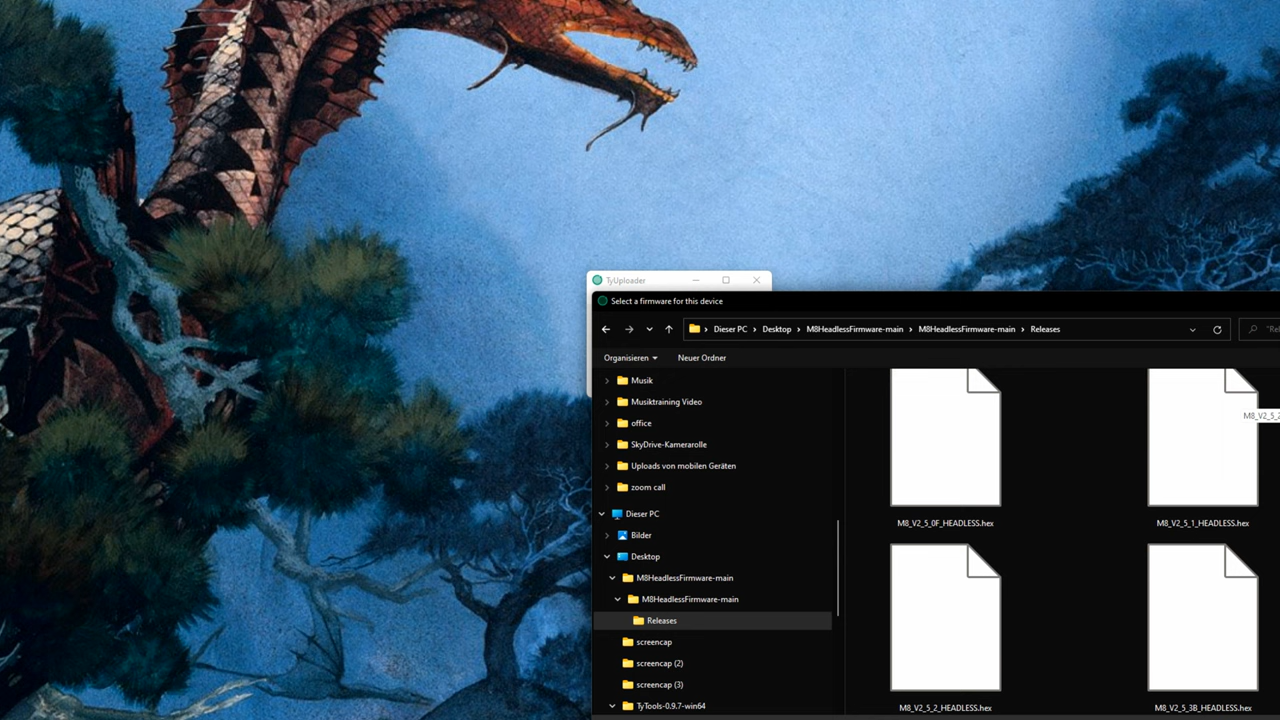 TyUploader
Select a firmware for this device
Dieser PC
Desktop
M8HeadlessFirmware-main
M8HeadlessFirmware-main
Releases
Organisieren
Neuer Ordner
Musik
Musiktraining Video
office
SkyDrive-Kamerarolle
Uploads von mobilen Geräten
zoom call
Dieser PC
Bilder
Desktop
M8HeadlessFirmware-main
M8HeadlessFirmware-main
Releases
screencap
screencap (2)
screencap (3)
TyTools-0.9.7-win64
M8_V2_5_2
M8_V2_5_0F_HEADLESS.hex
M8_V2_5_1_HEADLESS.hex
M8_V2_5_2_HEADLESS.hex
M8_V2_5_3B_HEADLESS.hex